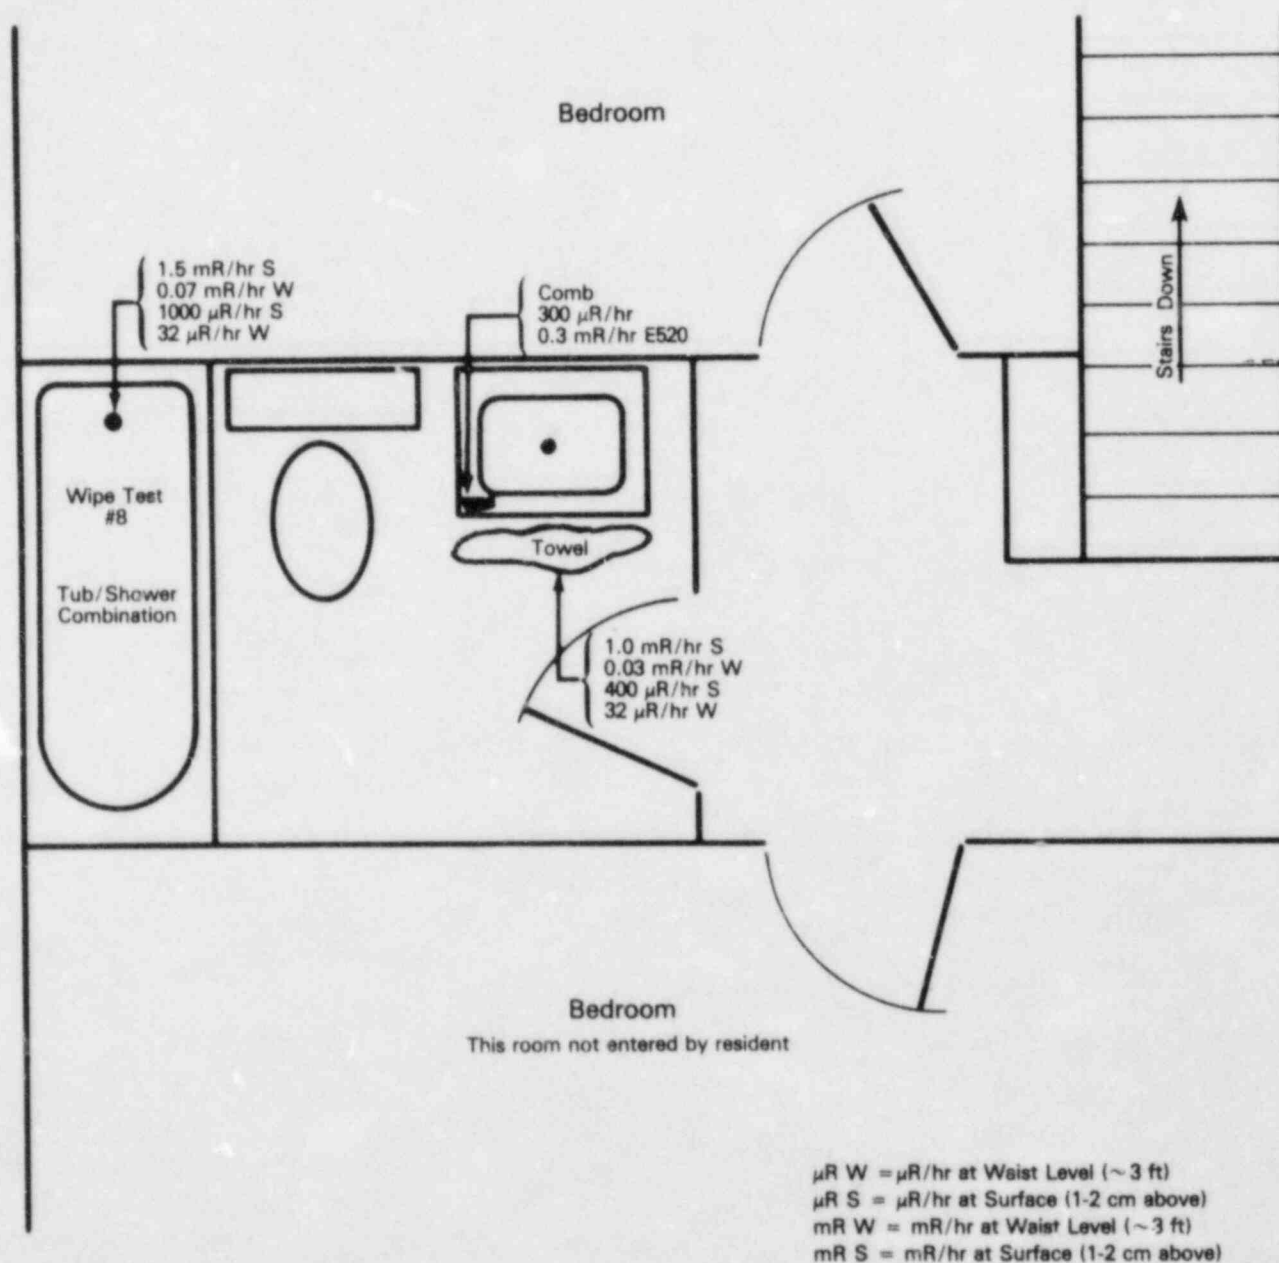 Bedroom
Stairs Down
1.5 mR/hr S
0.07 mR/hr W
1000 μR/hr S
32 μR/hr W
Comb
300 μR/hr
0.3 mR/hr E520
Wipe Test
#8
Tub/Shower
Combination
Towel
1.0 mR/hr S
0.03 mR/hr W
400 μR/hr S
32 μR/hr W
Bedroom
This room not entered by resident
μR W = μR/hr at Waist Level (~3 ft)
μR S = μR/hr at Surface (1-2 cm above)
mR W = mR/hr at Waist Level (~3 ft)
mR S = mR/hr at Surface (1-2 cm above)